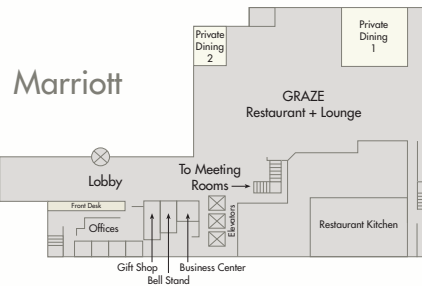 Private
Dining
1
Private
Dining
2
Marriott
GRAZE
Restaurant + Lounge
To Meeting
Rooms
Lobby
Front Desk
Offices
Elevators
Restaurant Kitchen
Gift Shop
Business Center
Bell Stand